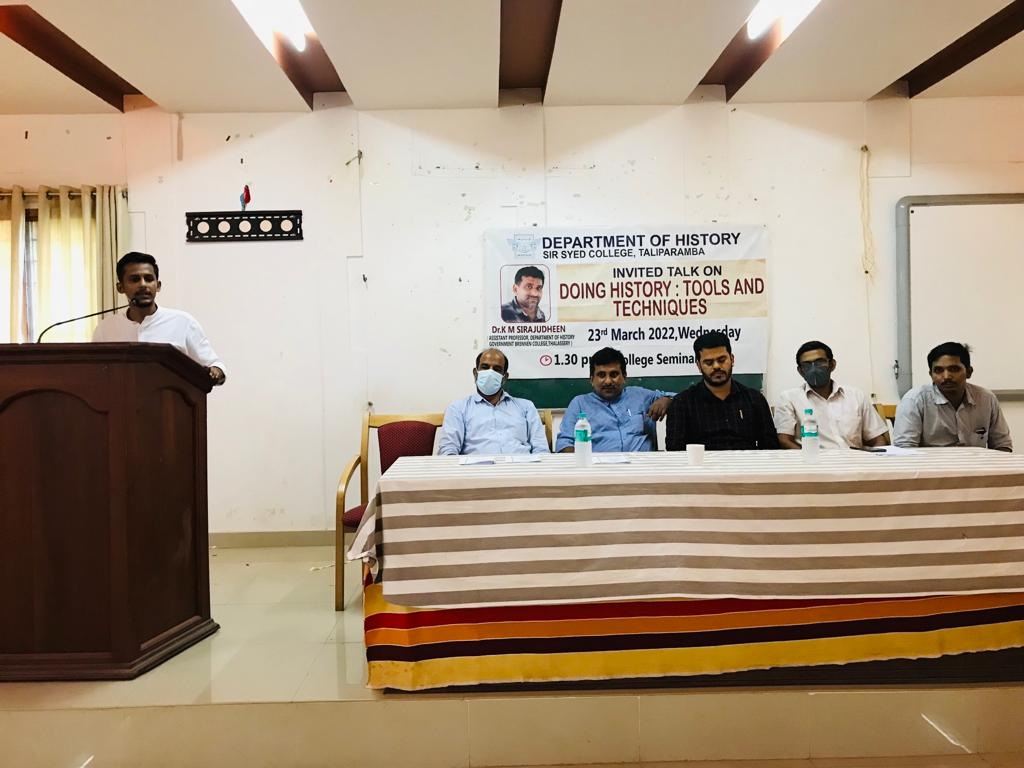 DEPARTMENT OF HISTORY
SIR SYED COLLEGE, TALIPARAMBA
INVITED TALK ON
DOING HISTORY : TOOLS AND
TECHNIQUES
Dr.K M SIRAJUDHEEN
ASSISTANT PROFESSOR, DEPARTMENT OF HISTORY
GOVERNMENT BRENNEN COLLEGE,THALASSERY )
23rd March 2022,Wednesday
1.30 p College Semina